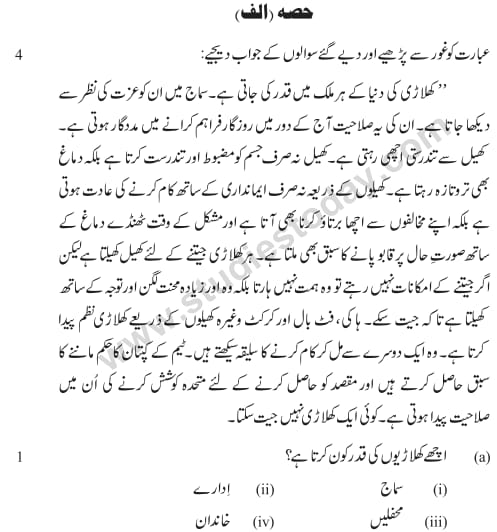 حصہ (الف)
عبارت کو غور سے پڑھیے اور دیے گئے سوالوں کے جواب دیجیے: 4
’’ کھلاڑی کی دنیا کے ہر ملک میں قدر کی جاتی ہے۔ سماج میں ان کو عزت کی نظر سے
دیکھا جاتا ہے۔ ان کی یہ صلاحیت آج کے دور میں روزگار فراہم کرانے میں مددگار ہوتی ہے۔
کھیل سے تندرستی اچھی رہتی ہے۔ کھیل نہ صرف جسم کو مضبوط اور تندرست کرتا ہے بلکہ دماغ
بھی تروتازہ رہتا ہے۔ کھیلوں کے ذریعہ نہ صرف ایمانداری کے ساتھ کام کرنے کی عادت ہوتی
ہے بلکہ اپنے مخالفوں سے اچھا برتاؤ کرنا بھی آتا ہے اور مشکل کے وقت ٹھنڈے دماغ کے
ساتھ صورتِ حال پر قابو پانے کا سبق بھی ملتا ہے۔ ہر کھلاڑی جیتنے کے لئے کھیل کھیلتا ہے لیکن
اگر جیتنے کے امکانات نہیں رہتے تو وہ ہمت نہیں ہارتا بلکہ وہ اور زیادہ محنت لگن اور توجہ کے ساتھ
کھیلتا ہے تاکہ جیت سکے۔ ہاکی، فٹ بال اور کرکٹ وغیرہ کھیلوں کے ذریعے کھلاڑی نظم پیدا
کرتا ہے۔ وہ ایک دوسرے سے مل کر کام کرنے کا سلیقہ سیکھتے ہیں۔ ٹیم کے کپتان کا حکم ماننے کا
سبق حاصل کرتے ہیں اور مقصد کو حاصل کرنے کے لئے متحدہ کوشش کرنے کی اُن میں
صلاحیت پیدا ہوتی ہے۔ کوئی ایک کھلاڑی نہیں جیت سکتا۔
(a) اچھے کھلاڑیوں کی قدر کون کرتا ہے؟ 1
(i) سماج (ii) اِدارے
(iii) محفلیں (iv) خاندان
www.studiestoday.com